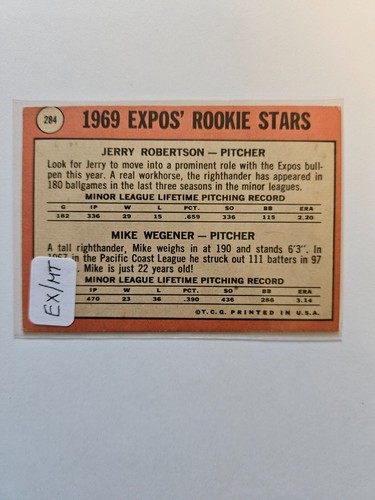 284
1969 EXPOS' ROOKIE STARS
JERRY ROBERTSON — PITCHER
Look for Jerry to move into a prominent role with the Expos bull-
pen this year. A real workhorse, the righthander has appeared in
180 ballgames in the last three seasons in the minor leagues.
MINOR LEAGUE LIFETIME PITCHING RECORD
G IP W L PCT. SO BB ERA
182 336 29 15 .659 336 115 2.20
MIKE WEGENER — PITCHER
A tall righthander, Mike weighs in at 190 and stands 6'3". In
1967 in the Pacific Coast League he struck out 111 batters in 97
Mike is just 22 years old!
MINOR LEAGUE LIFETIME PITCHING RECORD
IP W L PCT. SO BB ERA
470 23 36 .390 436 286 3.14
EX/MT
©T.C.G. PRINTED IN U.S.A.